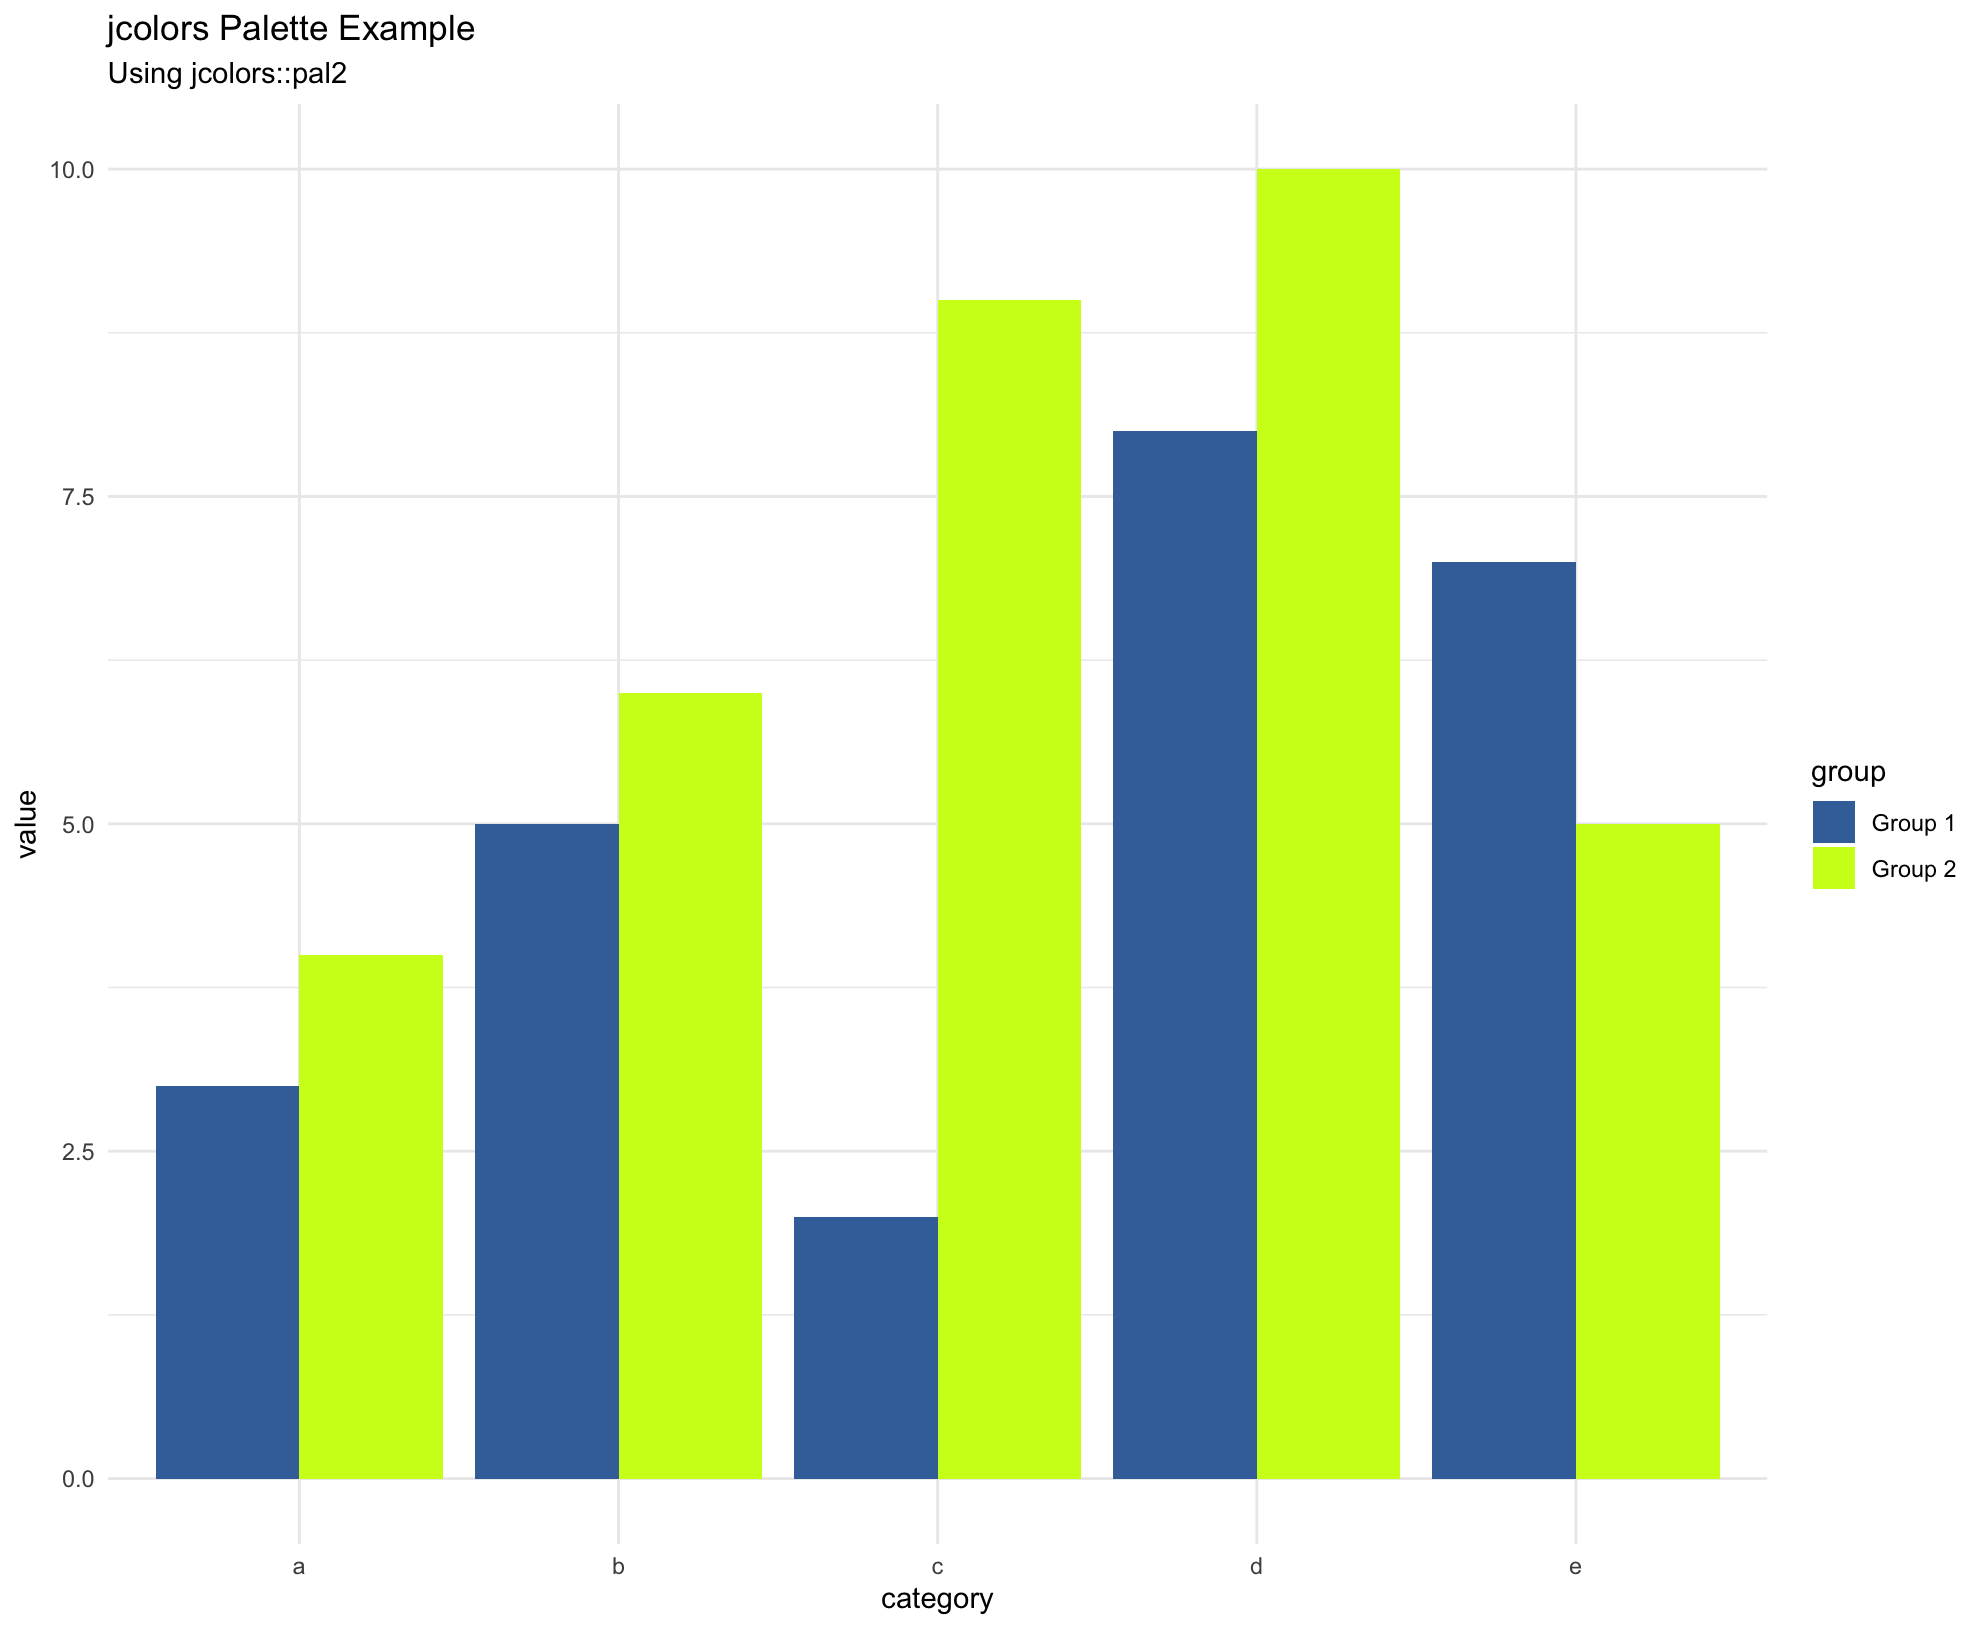 jcolors Palette Example
Using jcolors::pal2
10.0
7.5
5.0
2.5
0.0
value
a b c d e
category
group
Group 1
Group 2